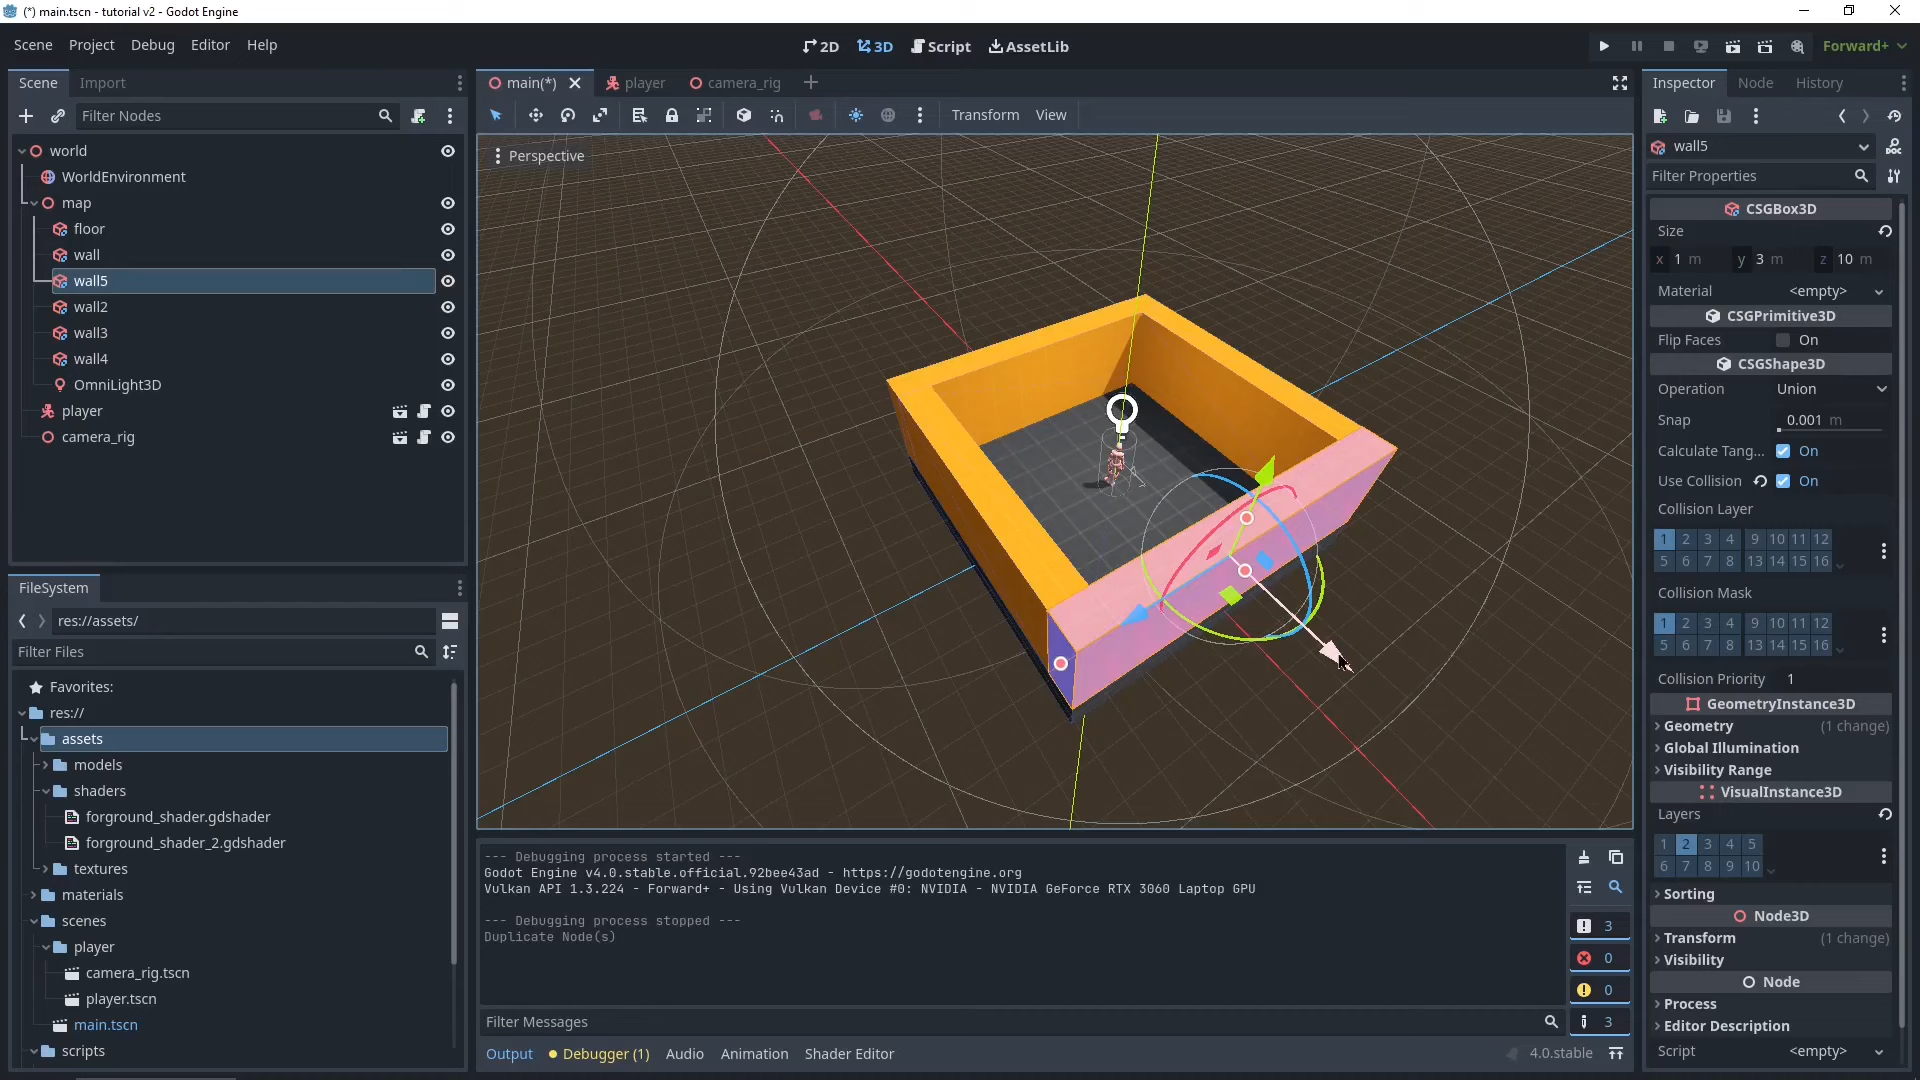 (*) main.tscn - tutorial v2 - Godot Engine
Scene Project Debug Editor Help
2D 3D Script AssetLib
Forward+
Scene Import
Filter Nodes
world
WorldEnvironment
map
floor
wall
wall5
wall2
wall3
wall4
OmniLight3D
player
camera_rig
FileSystem
res://assets/
Filter Files
Favorites:
res://
assets
models
shaders
forground_shader.gdshader
forground_shader_2.gdshader
textures
materials
scenes
player
camera_rig.tscn
player.tscn
main.tscn
scripts
main(*) player camera_rig
Transform View
Perspective
--- Debugging process started ---
Godot Engine v4.0.stable.official.92bee43ad - https://godotengine.org
Vulkan API 1.3.224 - Forward+ - Using Vulkan Device #0: NVIDIA - NVIDIA GeForce RTX 3060 Laptop GPU
--- Debugging process stopped ---
Duplicate Node(s)
3
0
0
3
Filter Messages
Output Debugger (1) Audio Animation Shader Editor
4.0.stable
Inspector Node History
wall5
Filter Properties
CSGBox3D
Size
x 1 m y 3 m z 10 m
Material <empty>
CSGPrimitive3D
Flip Faces On
CSGShape3D
Operation Union
Snap 0.001 m
Calculate Tang... On
Use Collision On
Collision Layer
1 2 3 4 9 10 11 12
5 6 7 8 13 14 15 16
Collision Mask
1 2 3 4 9 10 11 12
5 6 7 8 13 14 15 16
Collision Priority 1
GeometryInstance3D
Geometry (1 change)
Global Illumination
Visibility Range
VisualInstance3D
Layers
1 2 3 4 5
6 7 8 9 10
Sorting
Node3D
Transform (1 change)
Visibility
Node
Process
Editor Description
Script <empty>